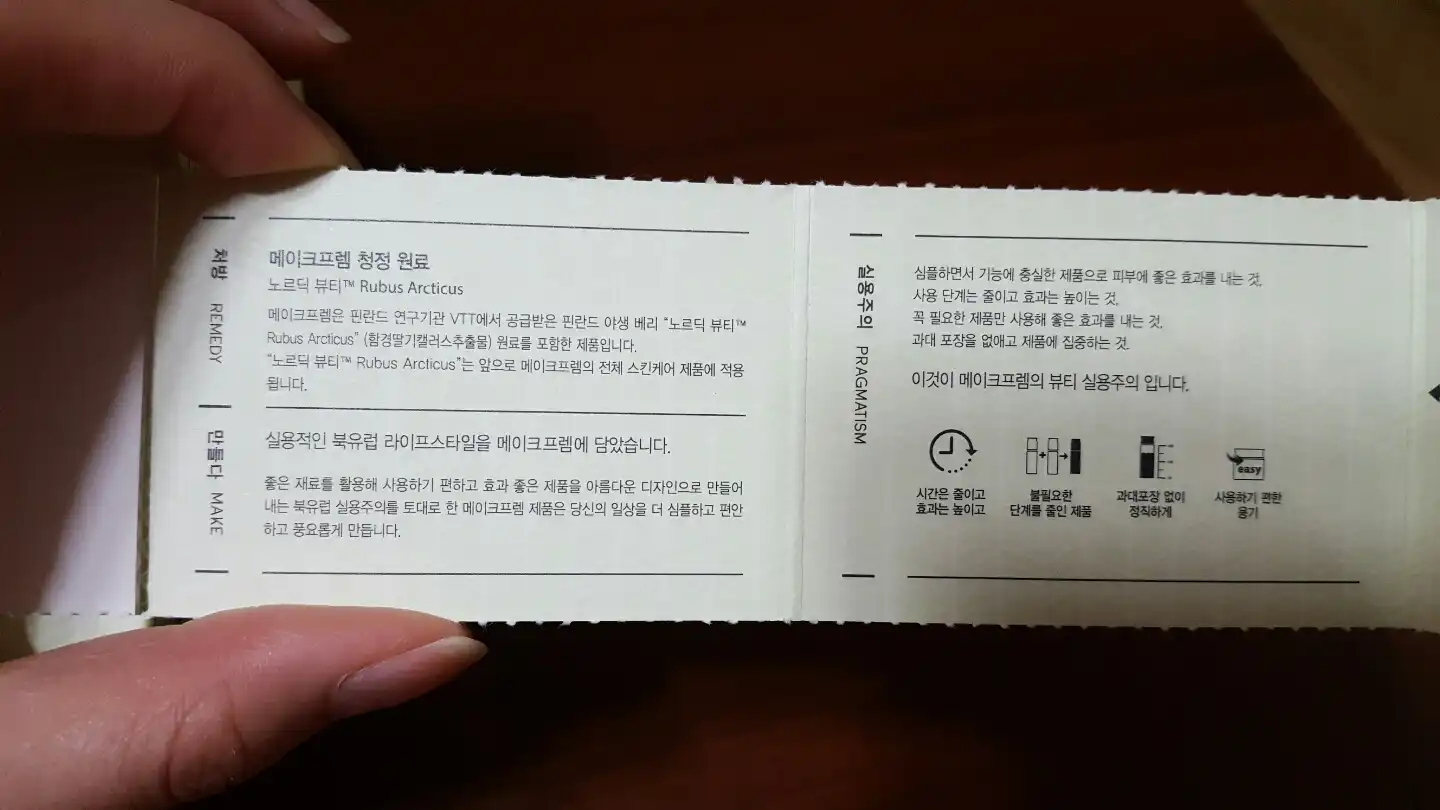 처방 REMEDY
메이크프렘 청정 원료
노르딕 뷰티™ Rubus Arcticus
메이크프렘은 핀란드 연구기관 VTT에서 공급받은 핀란드 야생 베리 “노르딕 뷰티™
Rubus Arcticus” (함경딸기캘러스추출물) 원료를 포함한 제품입니다.
“노르딕 뷰티™ Rubus Arcticus”는 앞으로 메이크프렘의 전체 스킨케어 제품에 적용
됩니다.
만들다 MAKE
실용적인 북유럽 라이프스타일을 메이크프렘에 담았습니다.
좋은 재료를 활용해 사용하기 편하고 효과 좋은 제품을 아름다운 디자인으로 만들어
내는 북유럽 실용주의를 토대로 한 메이크프렘 제품은 당신의 일상을 더 심플하고 편안
하고 풍요롭게 만듭니다.
실용주의 PRAGMATISM
심플하면서 기능에 충실한 제품으로 피부에 좋은 효과를 내는 것.
사용 단계는 줄이고 효과는 높이는 것.
꼭 필요한 제품만 사용해 좋은 효과를 내는 것.
과대 포장을 없애고 제품에 집중하는 것.
이것이 메이크프렘의 뷰티 실용주의 입니다.
시간은 줄이고
효과는 높이고
불필요한
단계를 줄인 제품
과대포장 없이
정직하게
easy
사용하기 편한
용기